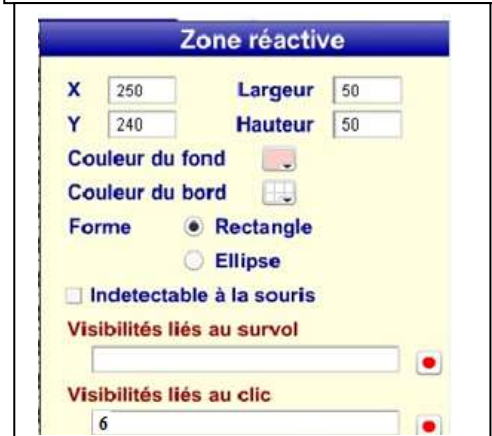 Zone réactive
X 250 Largeur 50
Y 240 Hauteur 50
Couleur du fond
Couleur du bord
Forme Rectangle
Ellipse
Indetectable à la souris
Visibilités liés au survol
Visibilités liés au clic
6